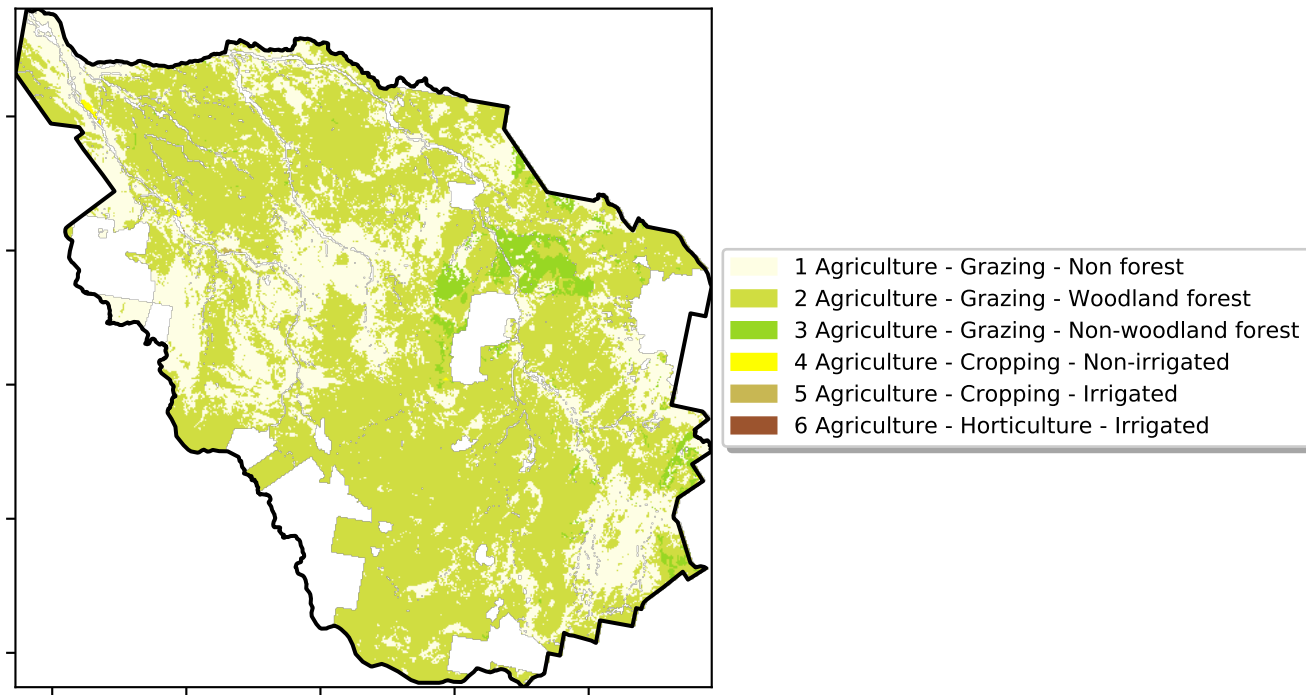 1 Agriculture - Grazing - Non forest
2 Agriculture - Grazing - Woodland forest
3 Agriculture - Grazing - Non-woodland forest
4 Agriculture - Cropping - Non-irrigated
5 Agriculture - Cropping - Irrigated
6 Agriculture - Horticulture - Irrigated